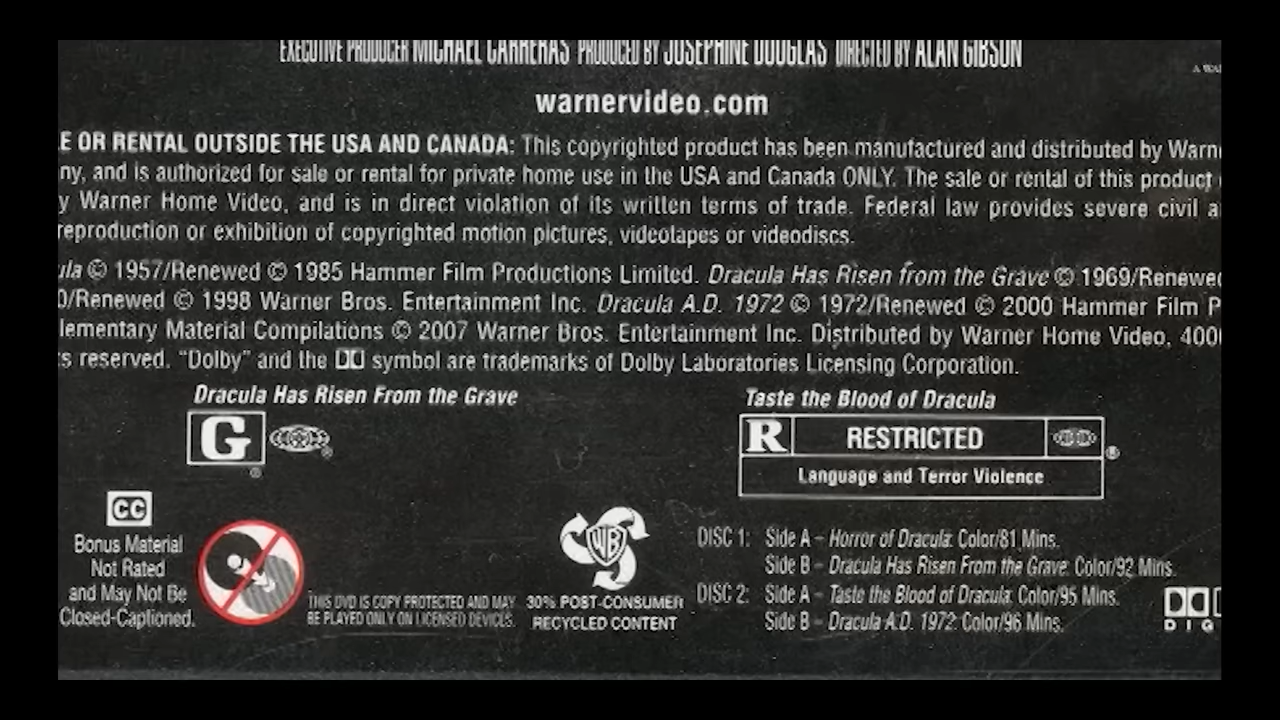 EXECUTIVE PRODUCER MICHAEL CARRERAS PRODUCED BY JOSEPHINE DOUGLAS DIRECTED BY ALAN GIBSON
warnervideo.com
E OR RENTAL OUTSIDE THE USA AND CANADA: This copyrighted product has been manufactured and distributed by Warn
ny, and is authorized for sale or rental for private home use in the USA and Canada ONLY. The sale or rental of this product
y Warner Home Video, and is in direct violation of its written terms of trade. Federal law provides severe civil a
reproduction or exhibition of copyrighted motion pictures, videotapes or videodiscs.
ula © 1957/Renewed © 1985 Hammer Film Productions Limited. Dracula Has Risen from the Grave © 1969/Renewed
0/Renewed © 1998 Warner Bros. Entertainment Inc. Dracula A.D. 1972 © 1972/Renewed © 2000 Hammer Film P
lementary Material Compilations © 2007 Warner Bros. Entertainment Inc. Distributed by Warner Home Video, 400
s reserved. “Dolby” and the DD symbol are trademarks of Dolby Laboratories Licensing Corporation.
Dracula Has Risen From the Grave
G ®
Taste the Blood of Dracula
R RESTRICTED ®
Language and Terror Violence
CC
Bonus Material
Not Rated
and May Not Be
Closed-Captioned.
THIS DVD IS COPY PROTECTED AND MAY
BE PLAYED ONLY ON LICENSED DEVICES.
WB
30% POST-CONSUMER
RECYCLED CONTENT
DISC 1: Side A – Horror of Dracula: Color/81 Mins.
Side B – Dracula Has Risen From the Grave: Color/92 Mins.
DISC 2: Side A – Taste the Blood of Dracula: Color/95 Mins.
Side B – Dracula A.D. 1972: Color/96 Mins.
DIG